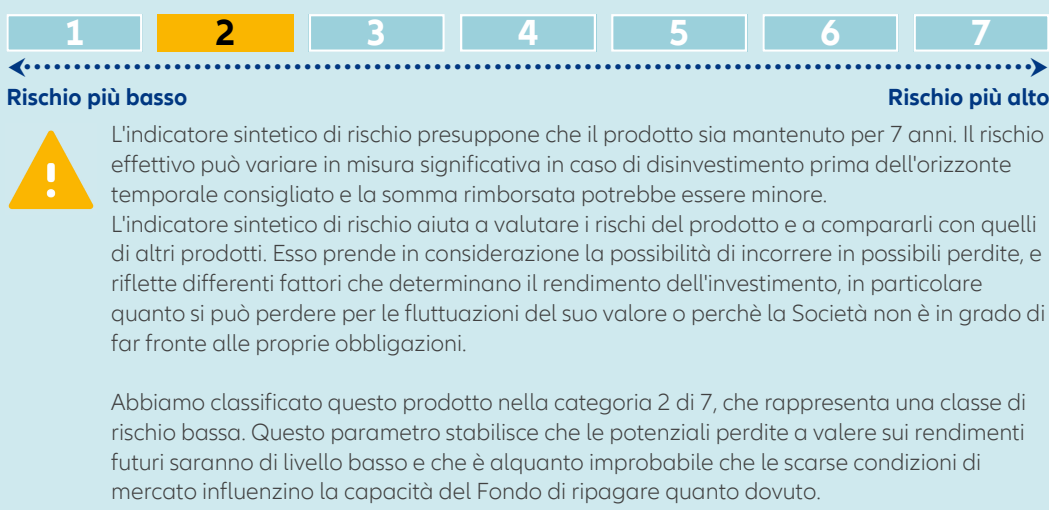 1 2 3 4 5 6 7
Rischio più basso Rischio più alto
L'indicatore sintetico di rischio presuppone che il prodotto sia mantenuto per 7 anni. Il rischio
effettivo può variare in misura significativa in caso di disinvestimento prima dell'orizzonte
temporale consigliato e la somma rimborsata potrebbe essere minore.
L'indicatore sintetico di rischio aiuta a valutare i rischi del prodotto e a compararli con quelli
di altri prodotti. Esso prende in considerazione la possibilità di incorrere in possibili perdite, e
riflette differenti fattori che determinano il rendimento dell'investimento, in particolare
quanto si può perdere per le fluttuazioni del suo valore o perchè la Società non è in grado di
far fronte alle proprie obbligazioni.
Abbiamo classificato questo prodotto nella categoria 2 di 7, che rappresenta una classe di
rischio bassa. Questo parametro stabilisce che le potenziali perdite a valere sui rendimenti
futuri saranno di livello basso e che è alquanto improbabile che le scarse condizioni di
mercato influenzino la capacità del Fondo di ripagare quanto dovuto.